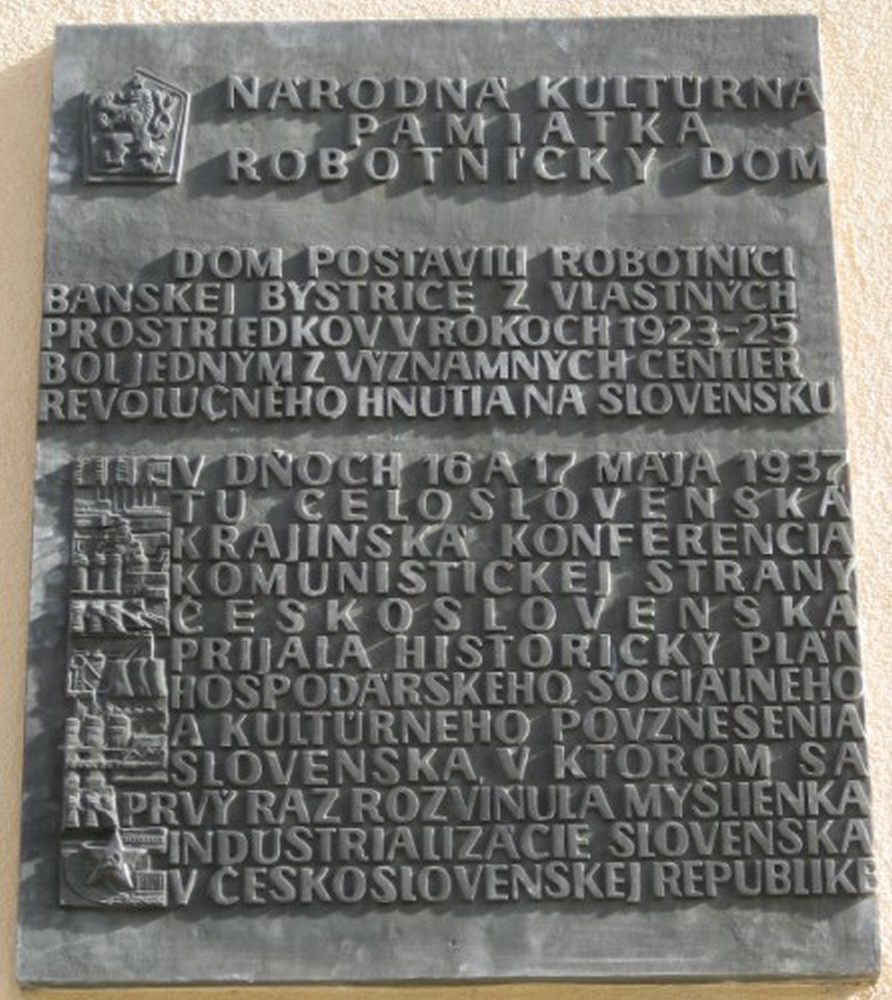 NÁRODNÁ KULTÚRNA
PAMIATKA
ROBOTNÍCKY DOM
DOM POSTAVILI ROBOTNÍCI
BANSKEJ BYSTRICE Z VLASTNÝCH
PROSTRIEDKOV V ROKOCH 1923-25
BOL JEDNÝM Z VÝZNAMNÝCH CENTIER
REVOLUČNÉHO HNUTIA NA SLOVENSKU
V DŇOCH 16 A 17 MÁJA 1937
TU CELOSLOVENSKÁ
KRAJINSKÁ KONFERENCIA
KOMUNISTICKEJ STRANY
ČESKOSLOVENSKA
PRIJALA HISTORICKÝ PLÁN
HOSPODÁRSKEHO, SOCIÁLNEHO
A KULTÚRNEHO POVZNESENIA
SLOVENSKA, V KTOROM SA
PRVÝ RAZ ROZVINULA MYŠLIENKA
INDUSTRIALIZÁCIE SLOVENSKA
V ČESKOSLOVENSKEJ REPUBLIKE